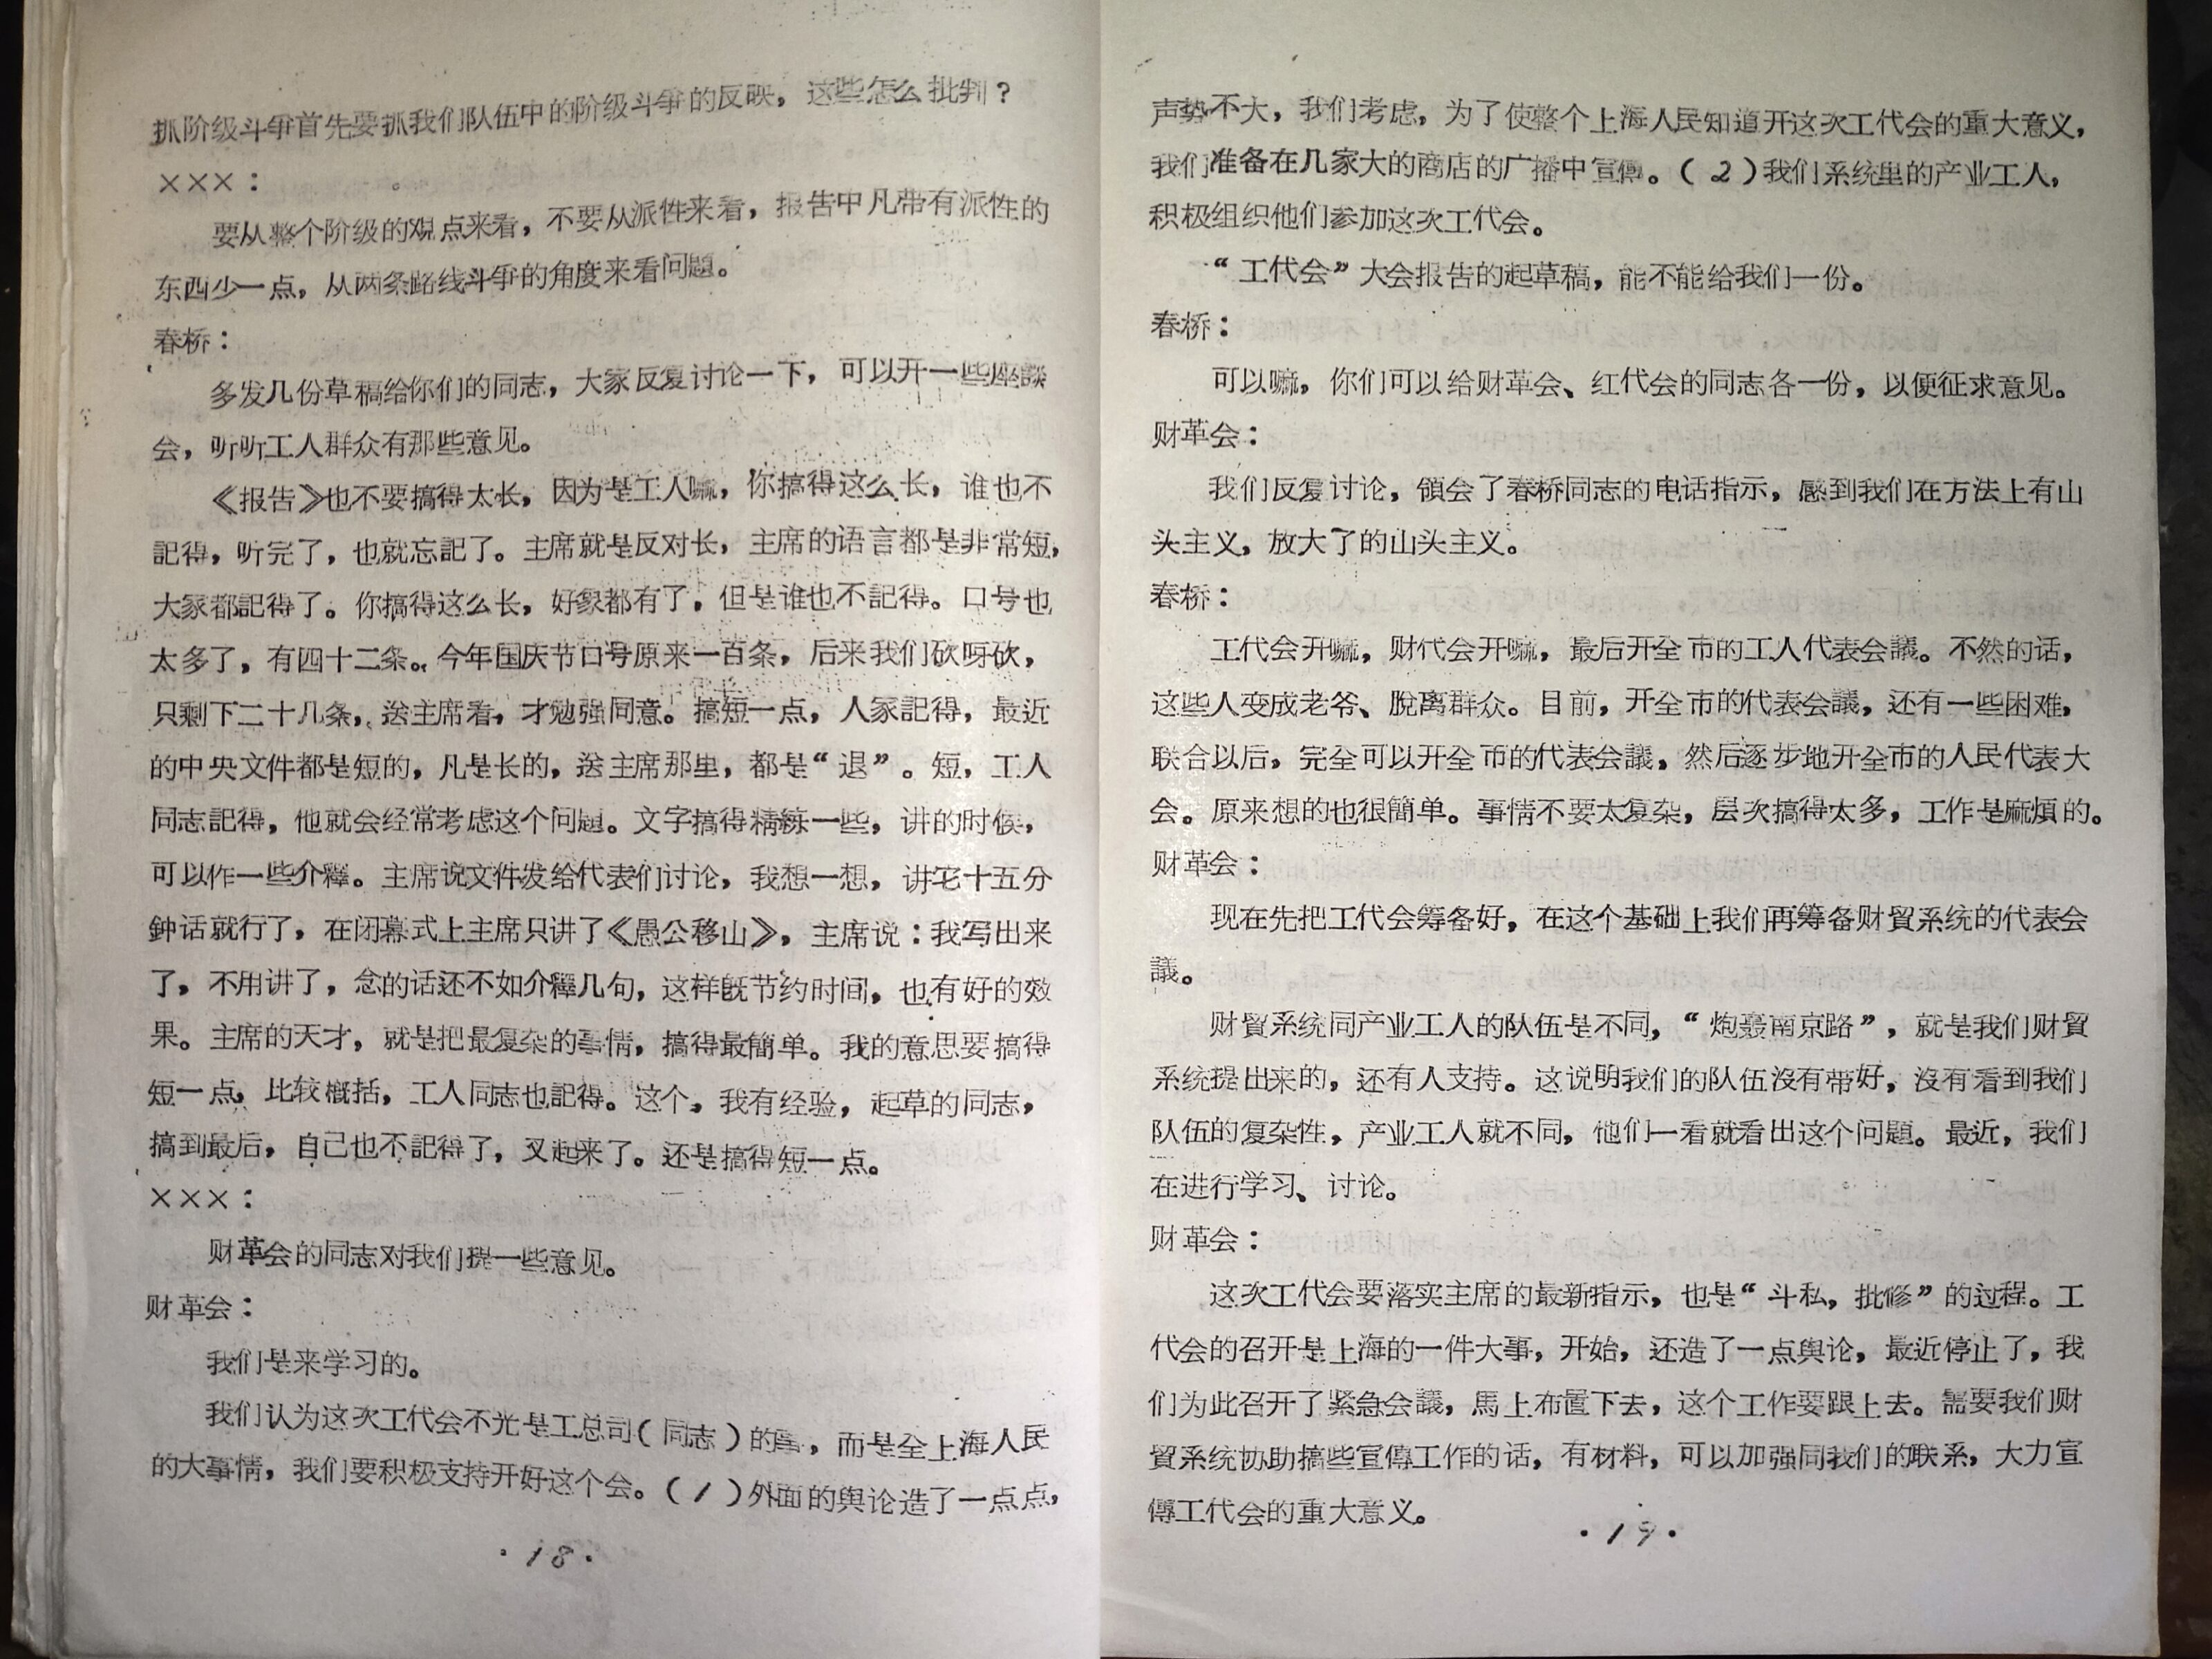 抓阶级斗爭首先要抓我们队伍中的阶级斗爭的反映，这些怎么批判？
×××：
要从整个阶级的观点来看，不要从派性来看，报告中凡带有派性的
东西少一点，从两条路线斗爭的角度来看问題。
春桥：
多发几份草稿给你们的同志，大家反复讨论一下，可以开一些座談
会，听听工人群众有那些意见。
《报告》也不要搞得太长，因为是工人嘛，你搞得这么长，谁也不
記得，听完了，也就忘記了。主席就是反对长，主席的语言都是非常短，
大家都記得了。你搞得这么长，好象都有了，但是谁也不記得。口号也
太多了，有四十二条。今年国庆节口号原来一百条，后来我们砍呀砍，
只剩下二十几条，送主席看，才勉强同意。搞短一点，人家記得，最近
的中央文件都是短的，凡是长的，送主席那里，都是“退”。短，工人
同志記得，他就会经常考虑这个问題。文字搞得精练一些，讲的时候，
可以作一些介釋。主席说文件发给代表们讨论，我想一想，讲它十五分
鈡话就行了，在闭幕式上主席只讲了《愚公移山》，主席说：我写出来
了，不用讲了，念的话还不如介釋几句，这样既节约时间，也有好的效
果。主席的天才，就是把最复杂的事情，搞得最簡单。我的意思要搞得
短一点，比较概括，工人同志也記得。这个，我有经验，起草的同志，
搞到最后，自己也不記得了，又起来了。还是搞得短一点。
×××：
财革会的同志对我们提一些意见。
财革会：
我们是来学习的。
我们认为这次工代会不光是工总司（同志）的事，而是全上海人民
的大事情，我们要积极支持开好这个会。（1）外面的舆论造了一点点，
·18·
声势不大，我们考虑，为了使整个上海人民知道开这次工代会的重大意义，
我们准备在几家大的商店的广播中宣傳。（2）我们系统里的产业工人，
积极组织他们参加这次工代会。
“工代会”大会报告的起草稿，能不能给我们一份。
春桥：
可以嘛，你们可以给财革会、红代会的同志各一份，以便征求意见。
财革会：
我们反复讨论，領会了春桥同志的电话指示，感到我们在方法上有山
头主义，放大了的山头主义。
春桥：
工代会开嘛，财代会开嘛，最后开全市的工人代表会議。不然的话，
这些人变成老爷、脫离群众。目前，开全市的代表会議，还有一些困难，
联合以后，完全可以开全市的代表会議，然后逐步地开全市的人民代表大
会。原来想的也很簡单。事情不要太复杂，层次搞得太多，工作是麻煩的。
财革会：
现在先把工代会筹备好，在这个基础上我们再筹备财貿系统的代表会
議。
财貿系统同产业工人的队伍是不同，“炮轰南京路”，就是我们财貿
系统提出来的，还有人支持。这说明我们的队伍沒有带好，沒有看到我们
队伍的复杂性，产业工人就不同，他们一看就看出这个问題。最近，我们
在进行学习、讨论。
财革会：
这次工代会要落实主席的最新指示，也是“斗私，批修”的过程。工
代会的召开是上海的一件大事，开始，还造了一点舆论，最近停止了，我
们为此召开了紧急会議，馬上布置下去，这个工作要跟上去。需要我们财
貿系统协助搞些宣傳工作的话，有材料，可以加强同我们的联系，大力宣
傳工代会的重大意义。
·19·